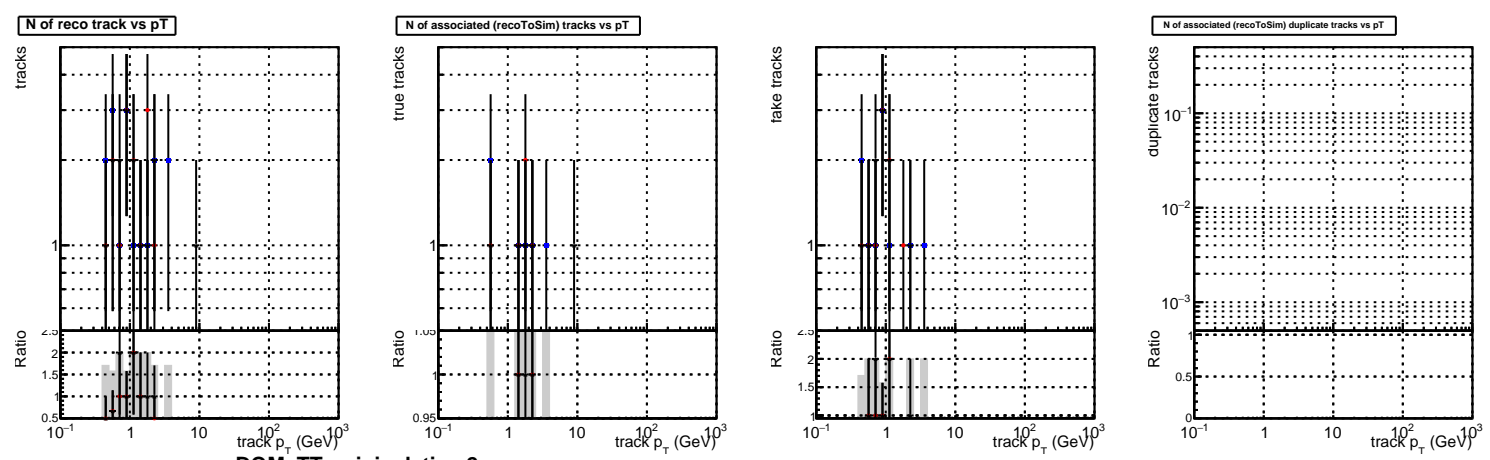 N of reco track vs pT
N of associated (recoToSim) tracks vs pT
N of associated (recoToSim) duplicate tracks vs pT
tracks
1
Ratio
2.5
2
1.5
1
0.5
10⁻¹ 1 10 10² 10³
track p_T (GeV)
true tracks
1
Ratio
1.05
1
0.95
10⁻¹ 1 10 10² 10³
track p_T (GeV)
fake tracks
1
Ratio
2.5
2
1.5
1
10⁻¹ 1 10 10² 10³
track p_T (GeV)
duplicate tracks
10⁻¹
10⁻²
10⁻³
Ratio
1
0.5
0
10⁻¹ 1 10 10² 10³
track p_T (GeV)